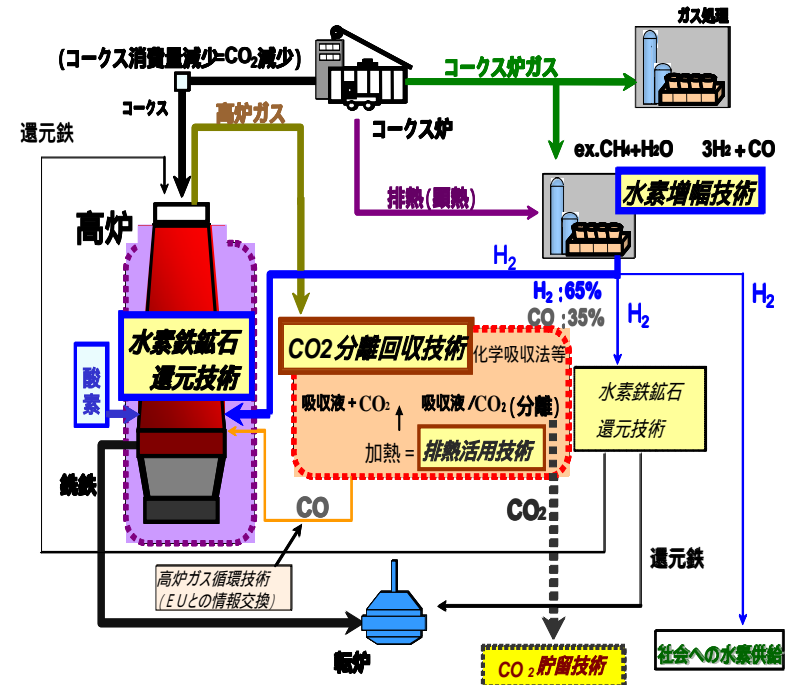 ガス処理
(コークス消費量減少=CO2減少)
コークス炉ガス
コークス
高炉ガス
コークス炉
還元鉄
ex.CH4+H2O 3H2+CO
排熱(顕熱)
水素増幅技術
高炉
H2
H2:65%
H2
CO:35%
H2
水素鉄鉱石
還元技術
CO2分離回収技術
化学吸収法等
酸素
吸収液+CO2
吸収液/CO2(分離)
水素鉄鉱石
還元技術
加熱=
排熱活用技術
銑鉄
CO
CO2
還元鉄
高炉ガス循環技術
(EUとの情報交換)
転炉
CO2貯留技術
社会への水素供給